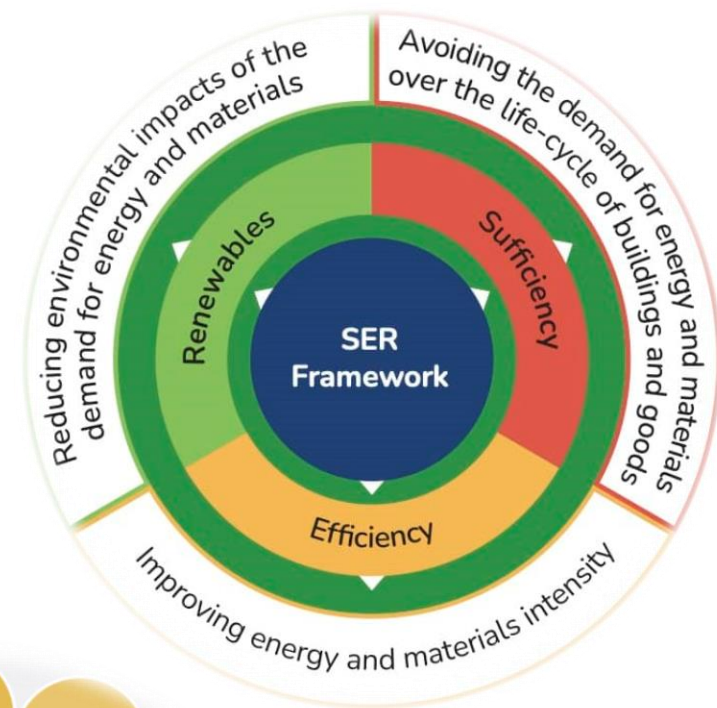 Reducing environmental impacts of the
demand for energy and materials
Avoiding the demand for energy and materials
over the life-cycle of buildings and goods
Renewables
Sufficiency
SER
Framework
Efficiency
Improving energy and materials intensity